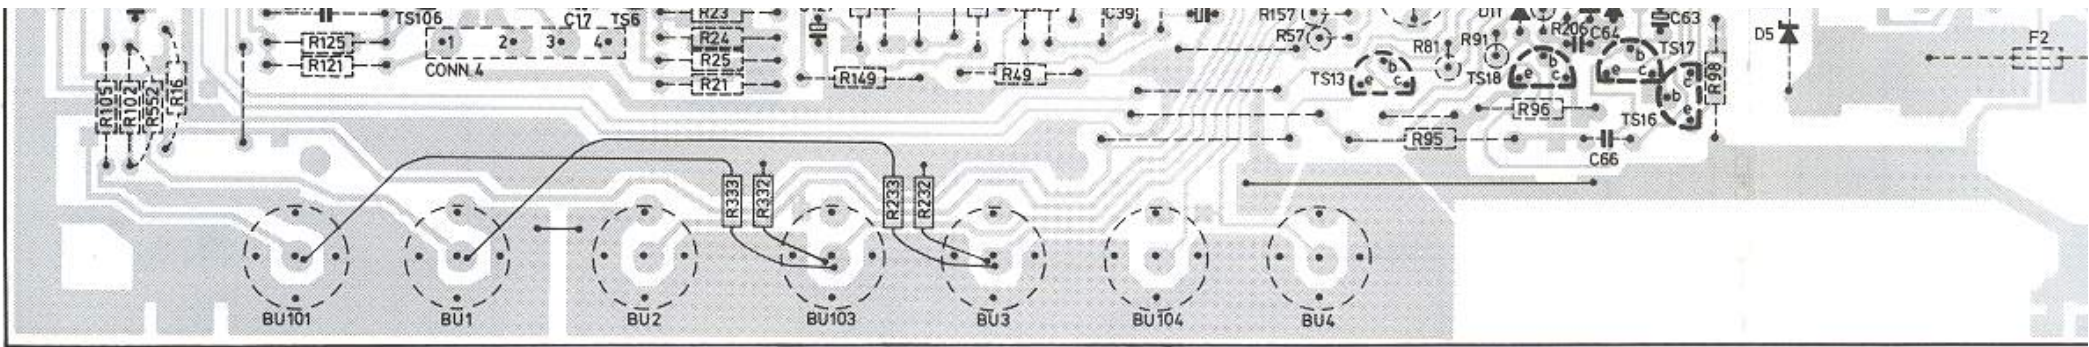 TS106
C17
TS6
R23
C39
R157
R206
C64
C63
R125
1 2 3 4
R24
R57
R81
R91
TS17
D5
F2
R121
CONN.4
R25
R149
R49
TS13
e b c
TS18
e b c
e b c
R98
R21
R105
R102
R552
R16
R96
TS16
c b e
R95
C66
R333
R332
R233
R232
BU101
BU1
BU2
BU103
BU3
BU104
BU4